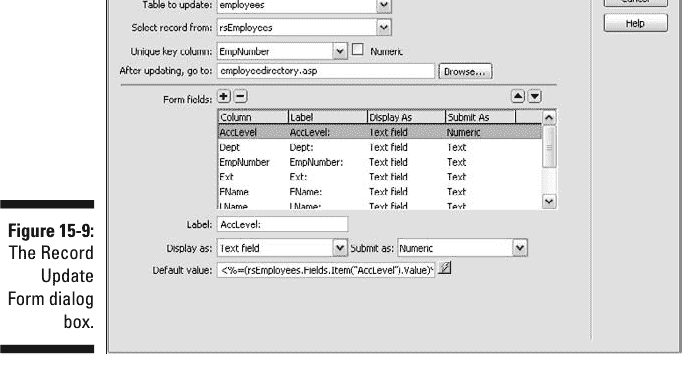 Table to update: employees
Cancel
Select record from: rsEmployees
Help
Unique key column: EmpNumber Numeric
After updating, go to: employeedirectory.asp Browse...
Form fields:
Column Label Display As Submit As
AccLevel AccLevel: Text field Numeric
Dept Dept: Text field Text
EmpNumber EmpNumber: Text field Text
Ext Ext: Text field Text
FName FName: Text field Text
LName LName: Text field Text
Label: AccLevel:
Display as: Text field Submit as: Numeric
Default value: <%=(rsEmployees.Fields.Item("AccLevel").Value)%
Figure 15-9:
The Record
Update
Form dialog
box.